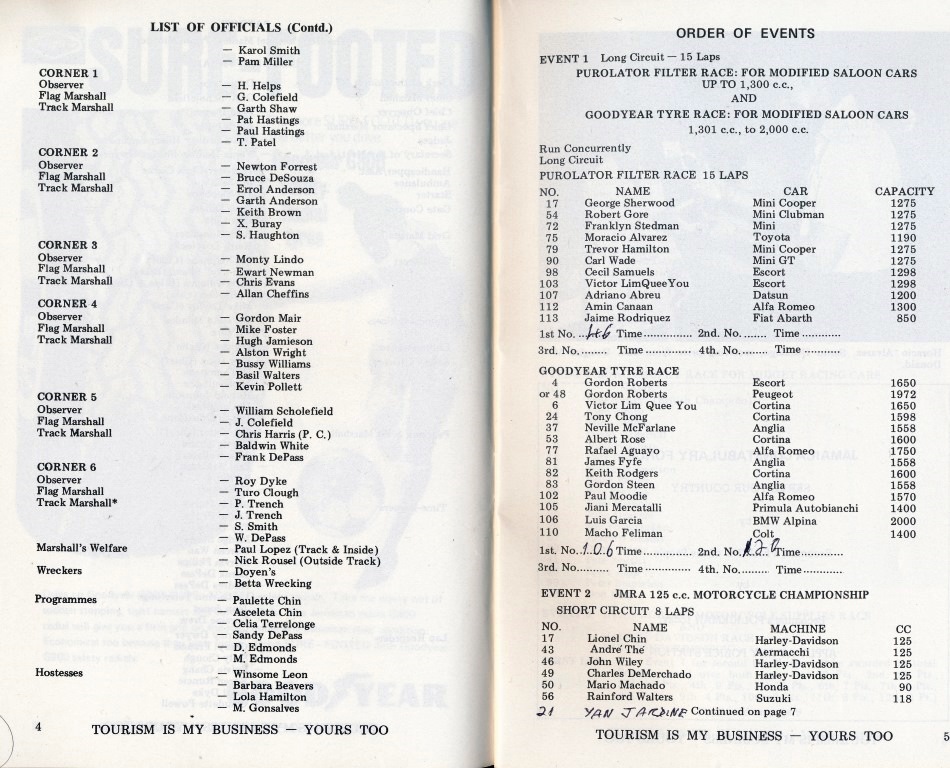 LIST OF OFFICIALS (Contd.)
— Karol Smith
— Pam Miller
CORNER 1
Observer — H. Helps
Flag Marshall — G. Colefield
Track Marshall — Garth Shaw
— Pat Hastings
— Paul Hastings
— T. Patel
CORNER 2
Observer — Newton Forrest
Flag Marshall — Bruce DeSouza
Track Marshall — Errol Anderson
— Garth Anderson
— Keith Brown
— X. Buray
— S. Haughton
CORNER 3
Observer — Monty Lindo
Flag Marshall — Ewart Newman
Track Marshall — Chris Evans
— Allan Cheffins
CORNER 4
Observer — Gordon Mair
Flag Marshall — Mike Foster
Track Marshall — Hugh Jamieson
— Alston Wright
— Bussy Williams
— Basil Walters
— Kevin Pollett
CORNER 5
Observer — William Scholefield
Flag Marshall — J. Colefield
Track Marshall — Chris Harris (P. C.)
— Baldwin White
— Frank DePass
CORNER 6
Observer — Roy Dyke
Flag Marshall — Turo Clough
Track Marshall* — P. Trench
— J. Trench
— S. Smith
— W. DePass
Marshall's Welfare — Paul Lopez (Track & Inside)
— Nick Rousel (Outside Track)
Wreckers — Doyen's
— Betta Wrecking
Programmes — Paulette Chin
— Asceleta Chin
— Celia Terrelonge
— Sandy DePass
— D. Edmonds
— M. Edmonds
Hostesses — Winsome Leon
— Barbara Beavers
— Lola Hamilton
— M. Gonsalves
4 TOURISM IS MY BUSINESS — YOURS TOO
ORDER OF EVENTS
EVENT 1 Long Circuit — 15 Laps
PUROLATOR FILTER RACE: FOR MODIFIED SALOON CARS
UP TO 1,300 c.c.,
AND
GOODYEAR TYRE RACE: FOR MODIFIED SALOON CARS
1,301 c.c., to 2,000 c.c.
Run Concurrently
Long Circuit
PUROLATOR FILTER RACE 15 LAPS
NO. NAME CAR CAPACITY
17 George Sherwood Mini Cooper 1275
54 Robert Gore Mini Clubman 1275
72 Franklyn Stedman Mini 1275
75 Moracio Alvarez Toyota 1190
79 Trevor Hamilton Mini Cooper 1275
90 Carl Wade Mini GT 1275
98 Cecil Samuels Escort 1298
103 Victor LimQueeYou Escort 1298
107 Adriano Abreu Datsun 1200
112 Amin Canaan Alfa Romeo 1300
113 Jaime Rodriquez Fiat Abarth 850
1st No. ... Time.............. 2nd. No....... Time ...........
3rd. No........ Time ............. 4th. No........ Time ...........
GOODYEAR TYRE RACE
4 Gordon Roberts Escort 1650
or 48 Gordon Roberts Peugeot 1972
6 Victor Lim Quee You Cortina 1650
24 Tony Chong Cortina 1598
37 Neville McFarlane Anglia 1558
53 Albert Rose Cortina 1600
77 Rafael Aguayo Alfa Romeo 1750
81 James Fyfe Anglia 1558
82 Keith Rodgers Cortina 1600
83 Gordon Steen Anglia 1558
102 Paul Moodie Alfa Romeo 1570
105 Jiani Mercatalli Primula Autobianchi 1400
106 Luis Garcia BMW Alpina 2000
110 Macho Feliman Colt 1400
1st. No. 106 Time.............. 2nd. No. Time...........
3rd. No........ Time .............. 4th. No......... Time...........
EVENT 2 JMRA 125 c.c. MOTORCYCLE CHAMPIONSHIP
SHORT CIRCUIT 8 LAPS
NO. NAME MACHINE CC
17 Lionel Chin Harley-Davidson 125
43 André Thé Aermacchi 125
46 John Wiley Harley-Davidson 125
49 Charles DeMerchado Harley-Davidson 125
50 Mario Machado Honda 90
56 Rainford Walters Suzuki 118
21 YAN JARDINE Continued on page 7
TOURISM IS MY BUSINESS — YOURS TOO 5